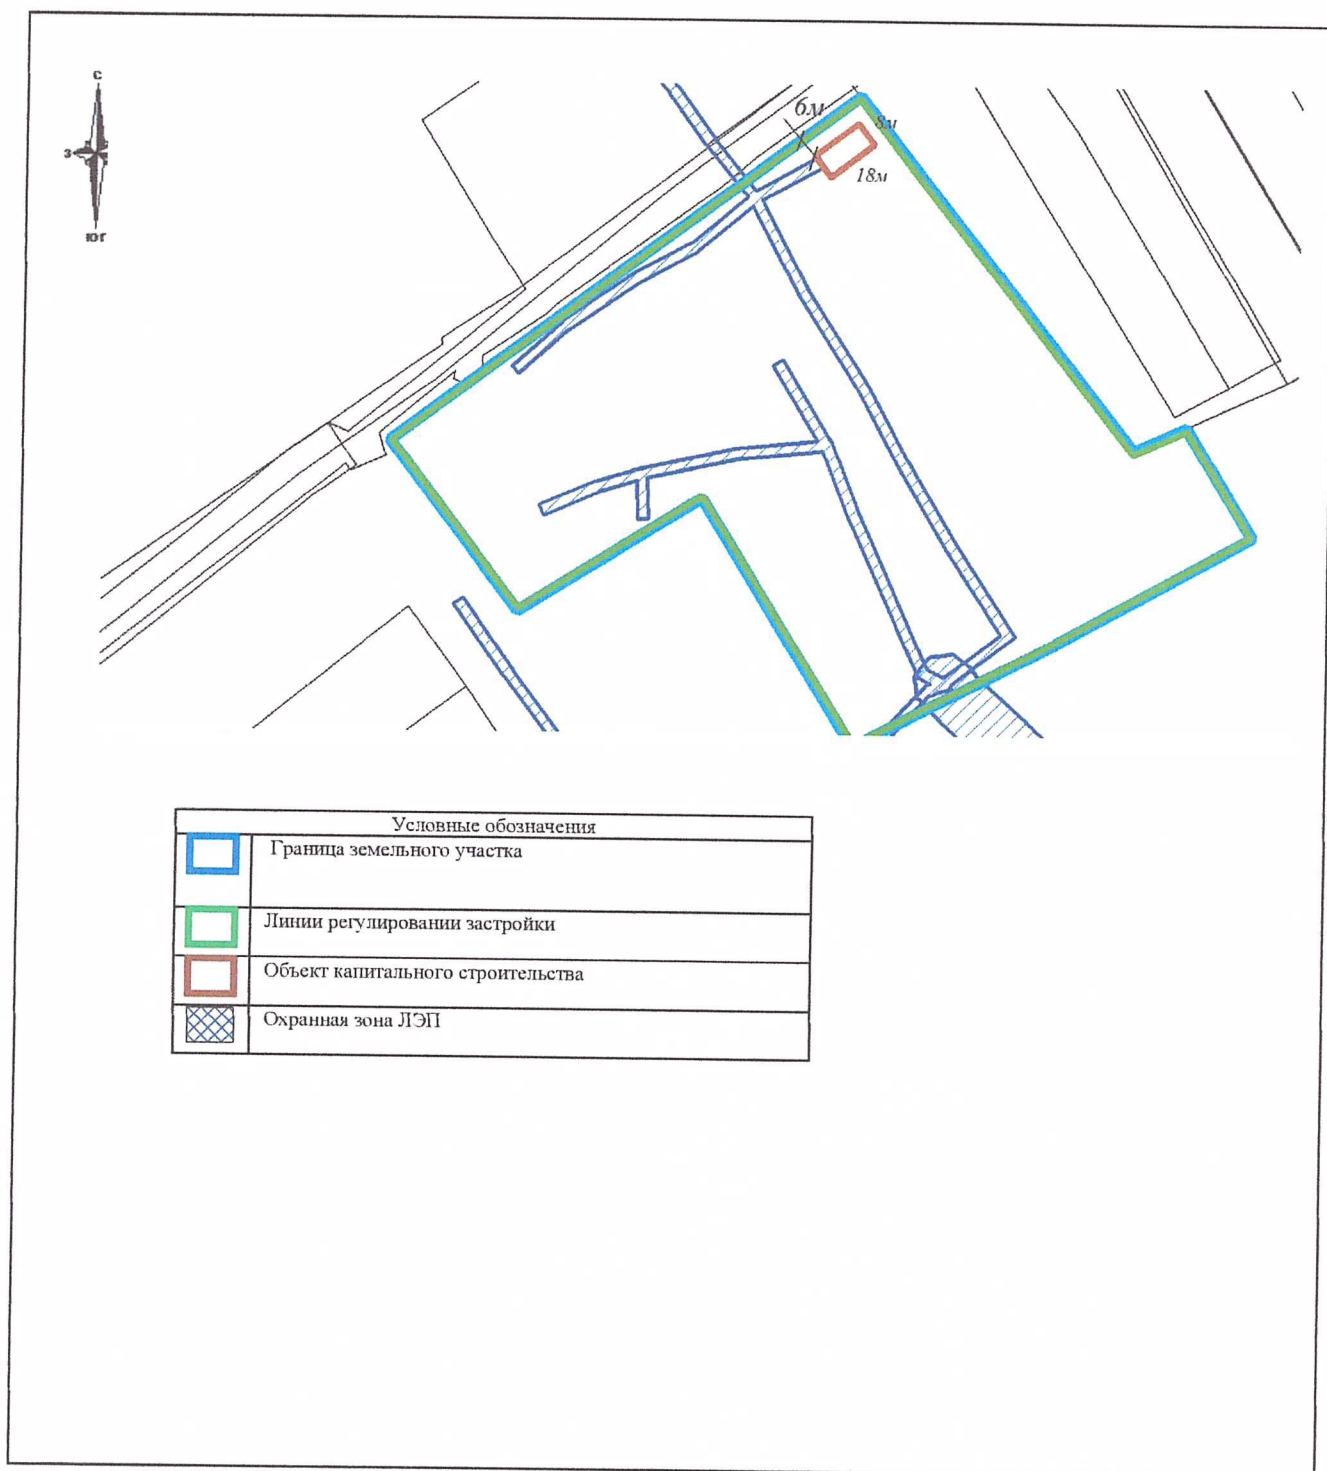 с
з
юг
6м
8м
18м
Условные обозначения
Граница земельного участка
Линии регулировании застройки
Объект капитального строительства
Охранная зона ЛЭП